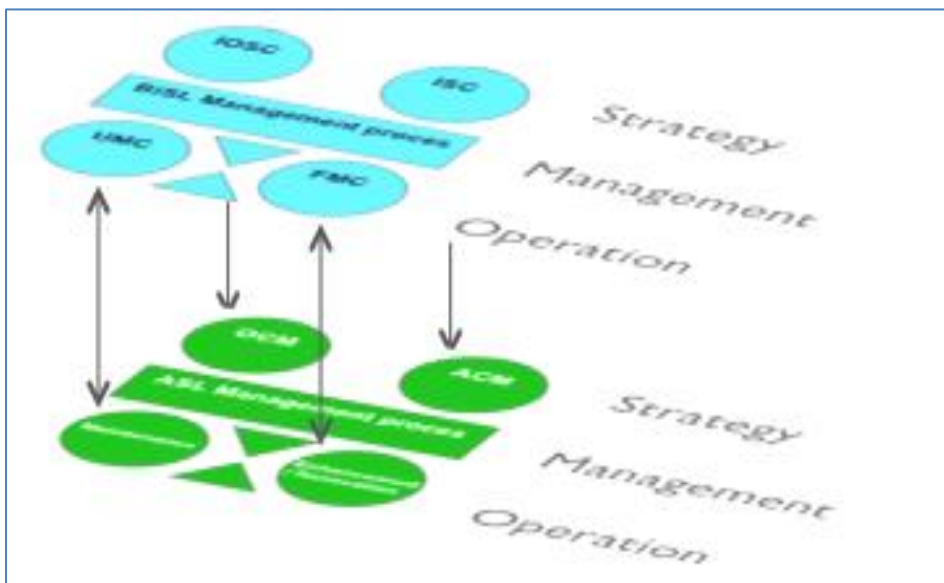 IOSC
ISC
BiSL Management proces
UMC
FMC
Strategy
Management
Operation
OCM
ACM
ASL Management proces
Strategy
Management
Operation